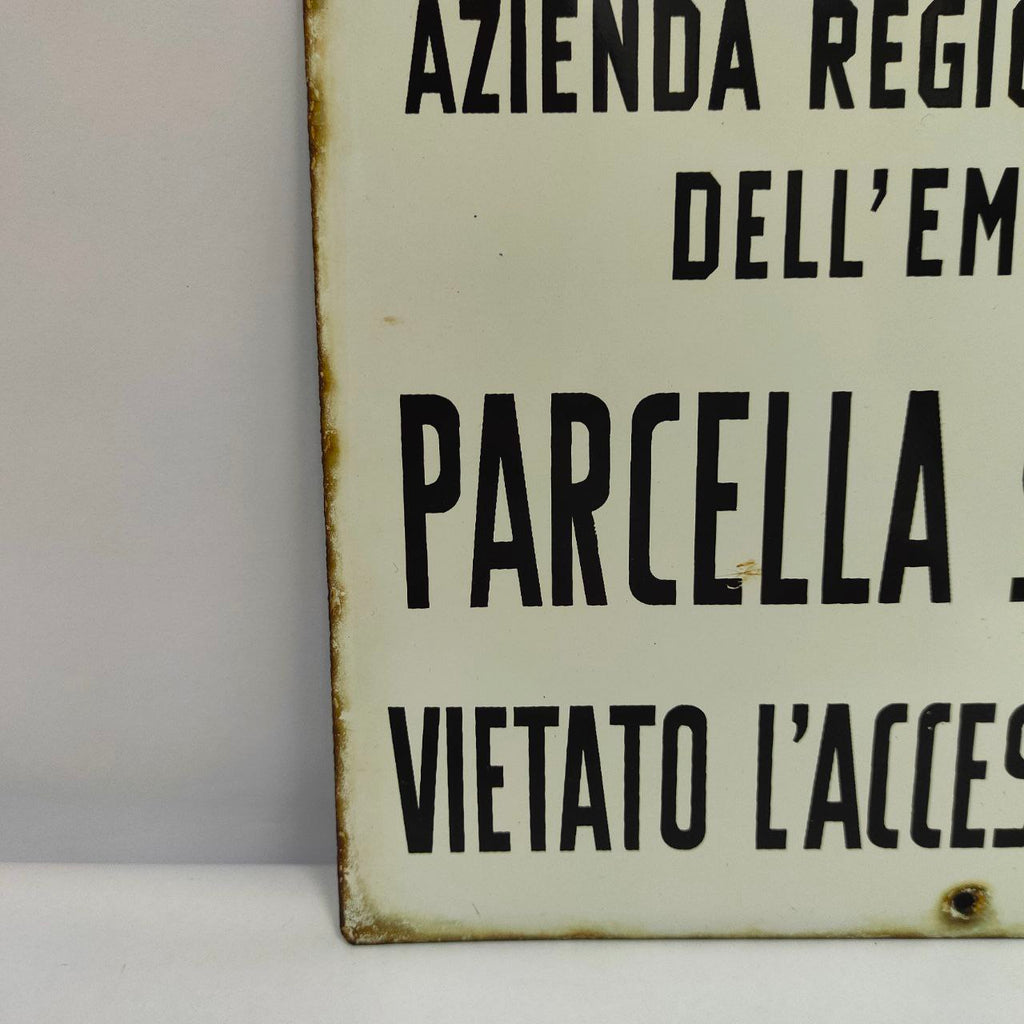 AZIENDA REGIO
DELL'EM
PARCELLA S
VIETATO L'ACCES